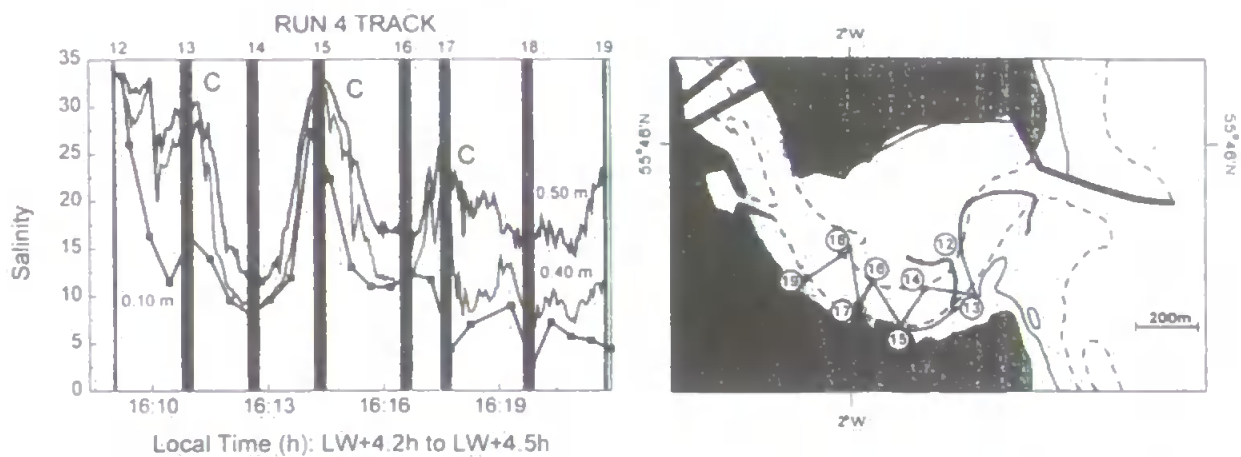 RUN 4 TRACK
12 13 14 15 16 17 18 19
35
30
25
20
15
10
5
0
Salinity
C
C
C
0.50 m
0.40 m
0.10 m
16:10 16:13 16:16 16:19
Local Time (h): LW+4.2h to LW+4.5h
2°W
55°46'N
55°46'N
12
18
16
14
19
17
13
15
200m
2°W